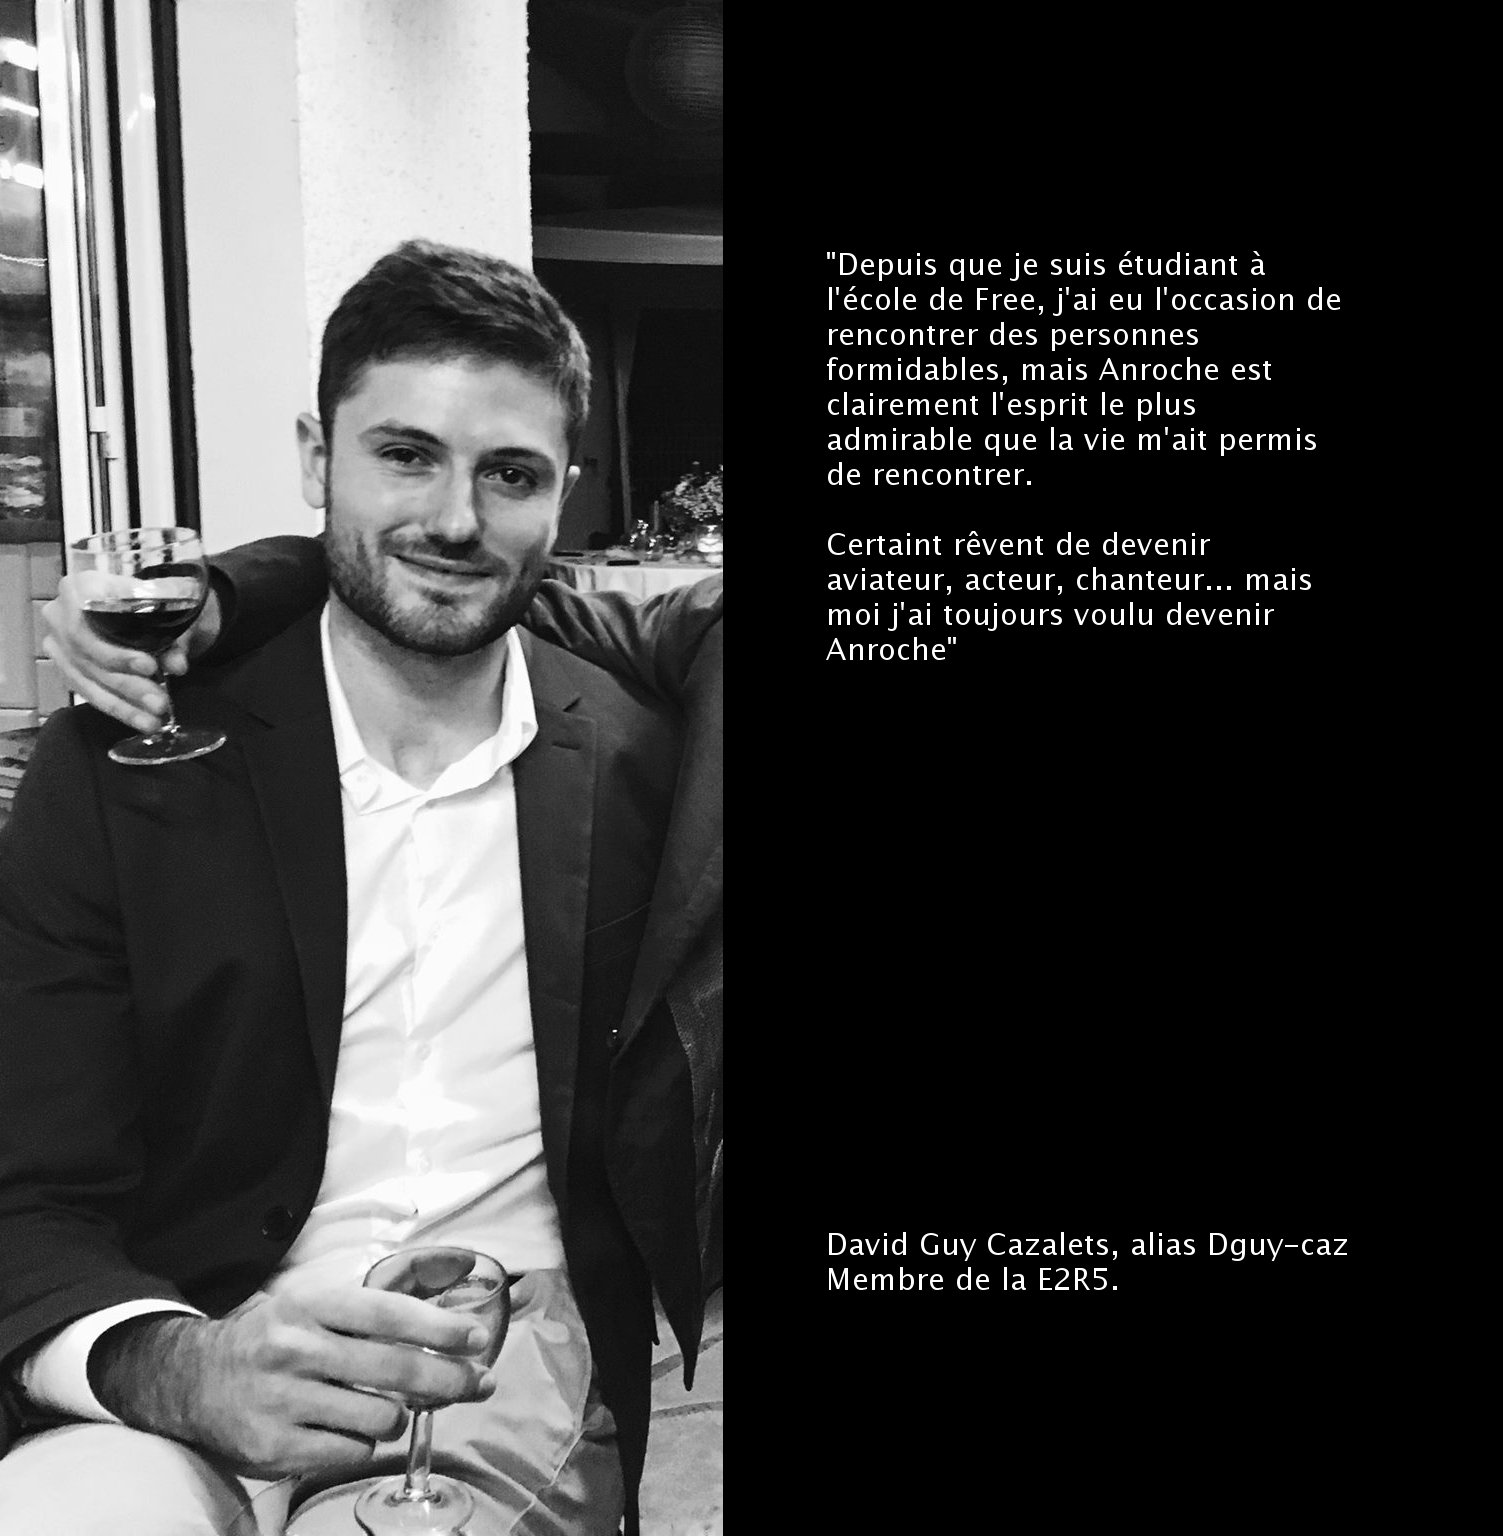 "Depuis que je suis étudiant à
l'école de Free, j'ai eu l'occasion de
rencontrer des personnes
formidables, mais Anroche est
clairement l'esprit le plus
admirable que la vie m'ait permis
de rencontrer.
Certaint rêvent de devenir
aviateur, acteur, chanteur... mais
moi j'ai toujours voulu devenir
Anroche"
David Guy Cazalets, alias Dguy-caz
Membre de la E2R5.